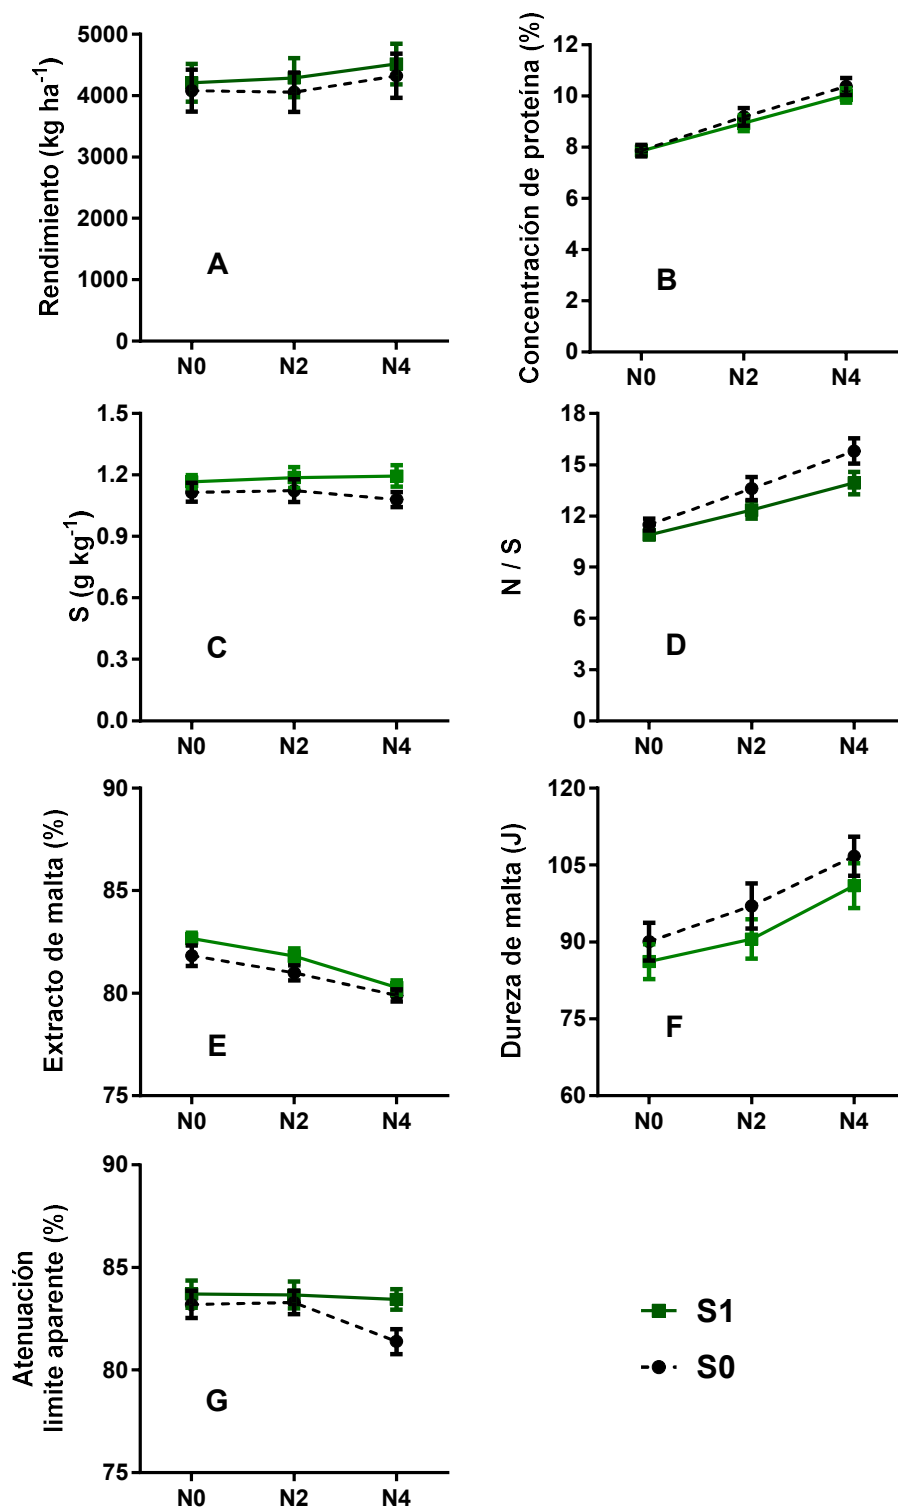 Rendimiento (kg ha-1)
5000
4000
3000
2000
1000
0
A
N0 N2 N4
Concentración de proteína (%)
12
10
8
6
4
2
0
B
N0 N2 N4
S (g kg-1)
1.5
1.2
0.9
0.6
0.3
0.0
C
N0 N2 N4
N / S
18
15
12
9
6
3
0
D
N0 N2 N4
Extracto de malta (%)
90
85
80
75
E
N0 N2 N4
Dureza de malta (J)
120
105
90
75
60
F
N0 N2 N4
Atenuación
limite aparente (%)
90
85
80
75
G
N0 N2 N4
S1
S0